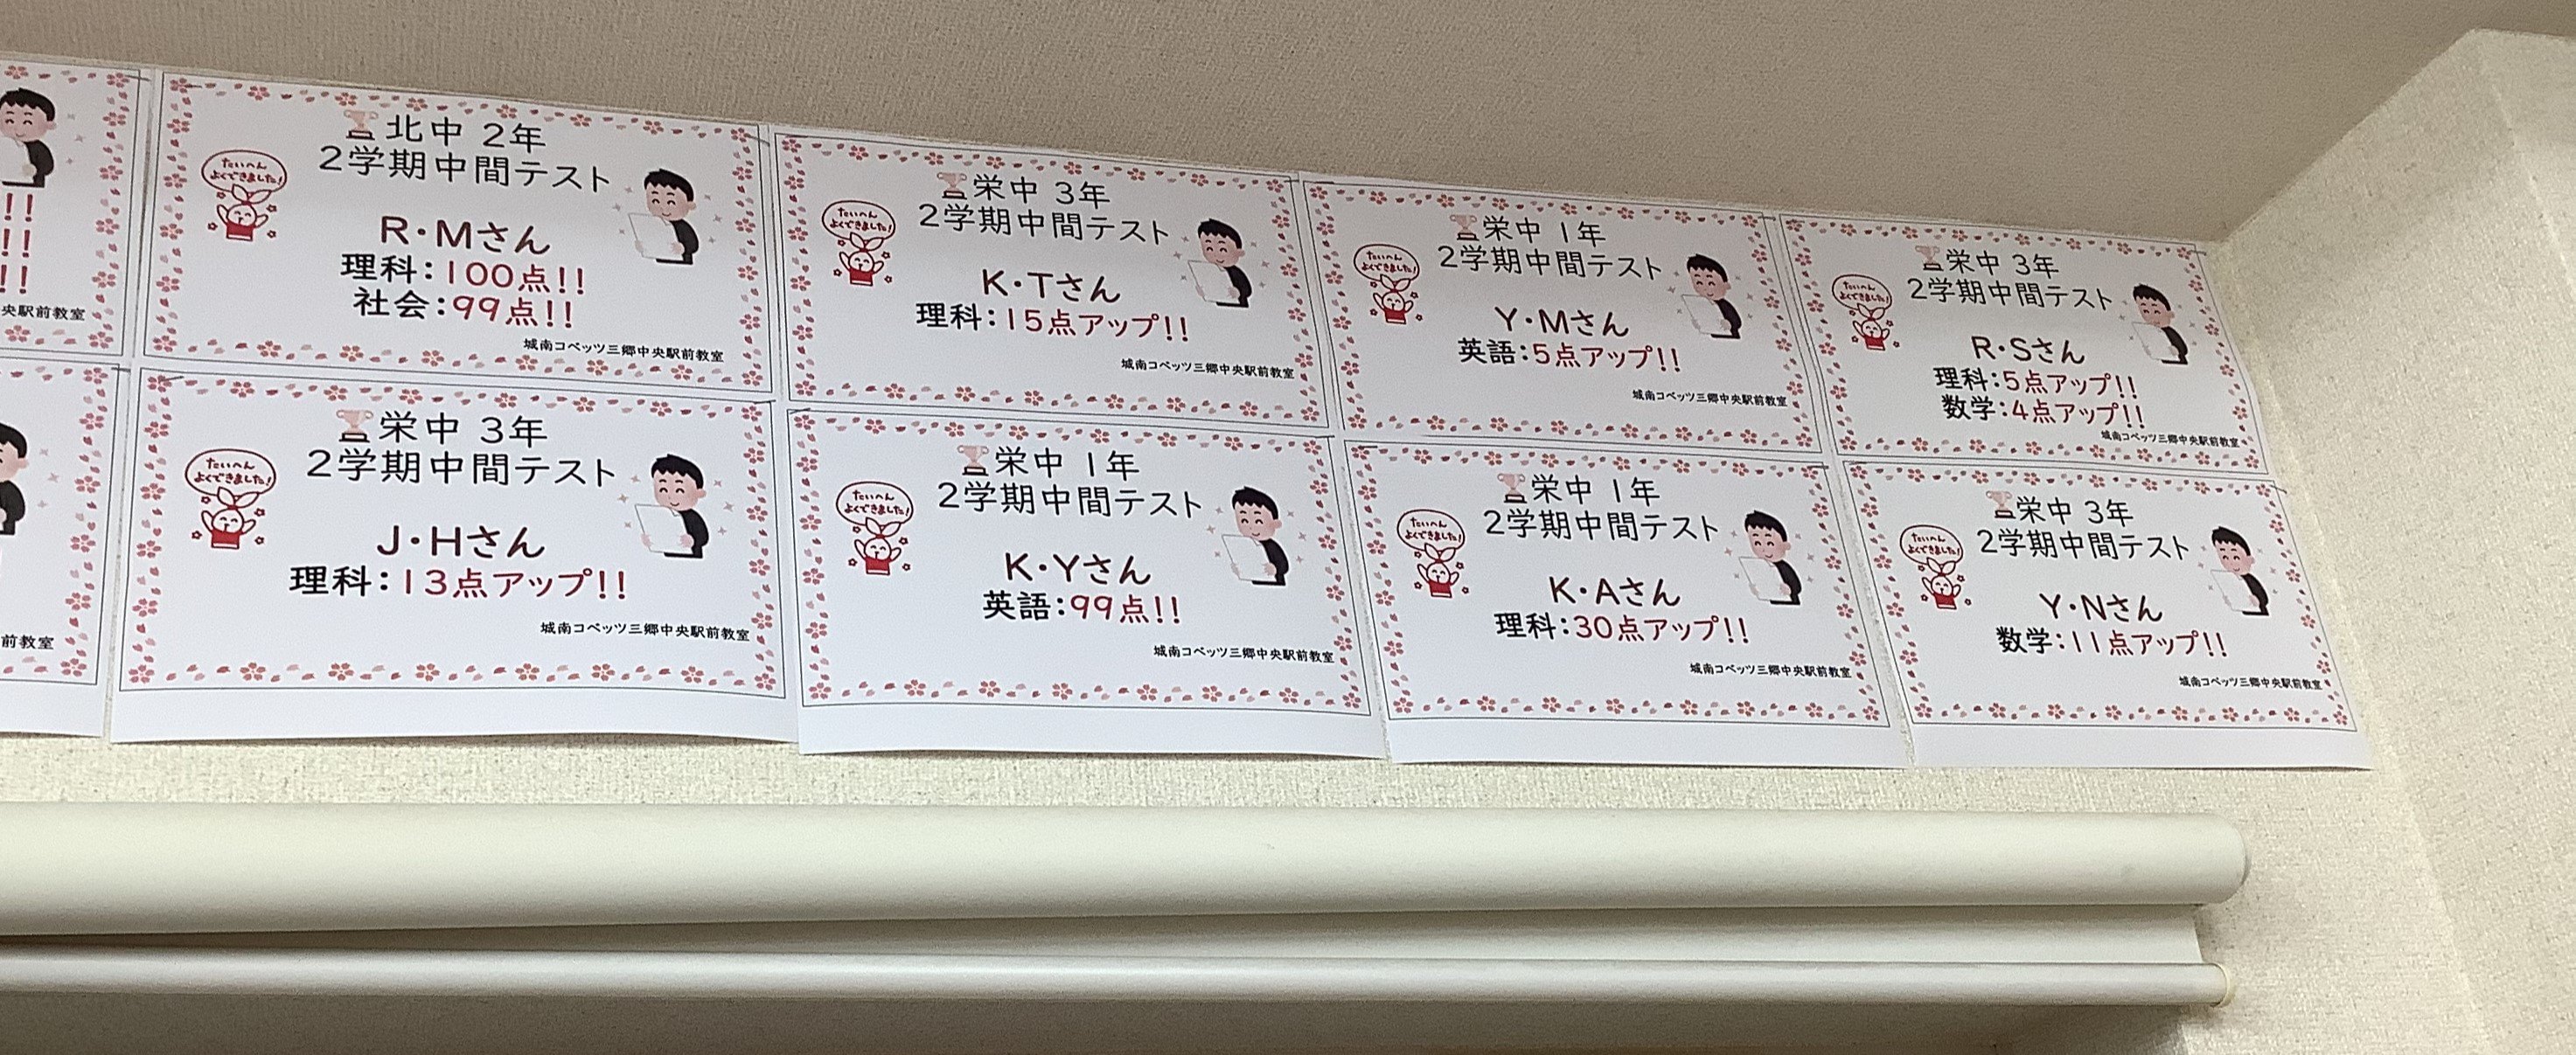 !!
!!
!!
央駅前教室
北中 2年
2学期中間テスト
たいへん
よくできました!
R・Mさん
理科：100点!!
社会：99点!!
城南コベッツ三郷中央駅前教室
栄中 3年
2学期中間テスト
たいへん
よくできました!
K・Tさん
理科：15点アップ!!
城南コベッツ三郷中央駅前教室
栄中 1年
2学期中間テスト
たいへん
よくできました!
Y・Mさん
英語：5点アップ!!
城南コベッツ三郷中央駅前教室
栄中 3年
2学期中間テスト
たいへん
よくできました!
R・Sさん
理科：5点アップ!!
数学：4点アップ!!
城南コベッツ三郷中央駅前教室
前教室
栄中 3年
2学期中間テスト
たいへん
よくできました!
J・Hさん
理科：13点アップ!!
城南コベッツ三郷中央駅前教室
栄中 1年
2学期中間テスト
たいへん
よくできました!
K・Yさん
英語：99点!!
城南コベッツ三郷中央駅前教室
栄中 1年
2学期中間テスト
たいへん
よくできました!
K・Aさん
理科：30点アップ!!
城南コベッツ三郷中央駅前教室
栄中 3年
2学期中間テスト
たいへん
よくできました!
Y・Nさん
数学：11点アップ!!
城南コベッツ三郷中央駅前教室